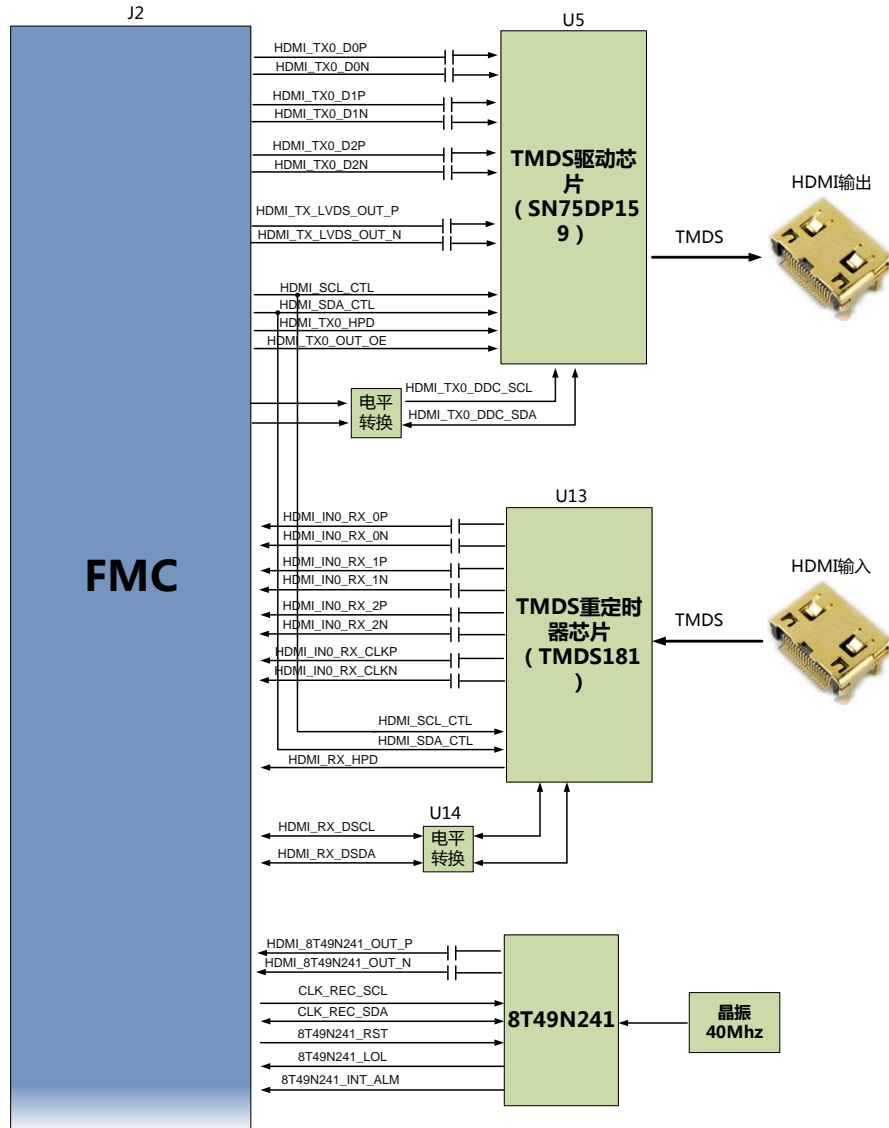 J2
U5
HDMI_TX0_D0P
HDMI_TX0_D0N
HDMI_TX0_D1P
HDMI_TX0_D1N
HDMI_TX0_D2P
HDMI_TX0_D2N
HDMI_TX_LVDS_OUT_P
HDMI_TX_LVDS_OUT_N
HDMI_SCL_CTL
HDMI_SDA_CTL
HDMI_TX0_HPD
HDMI_TX0_OUT_OE
TMDS驱动芯
片
（SN75DP15
9）
TMDS
HDMI输出
电平
转换
HDMI_TX0_DDC_SCL
HDMI_TX0_DDC_SDA
FMC
U13
HDMI_IN0_RX_0P
HDMI_IN0_RX_0N
HDMI_IN0_RX_1P
HDMI_IN0_RX_1N
HDMI_IN0_RX_2P
HDMI_IN0_RX_2N
HDMI_IN0_RX_CLKP
HDMI_IN0_RX_CLKN
HDMI_SCL_CTL
HDMI_SDA_CTL
HDMI_RX_HPD
TMDS重定时
器芯片
（TMDS181
）
TMDS
HDMI输入
U14
电平
转换
HDMI_RX_DSCL
HDMI_RX_DSDA
HDMI_8T49N241_OUT_P
HDMI_8T49N241_OUT_N
CLK_REC_SCL
CLK_REC_SDA
8T49N241_RST
8T49N241_LOL
8T49N241_INT_ALM
8T49N241
晶振
40Mhz